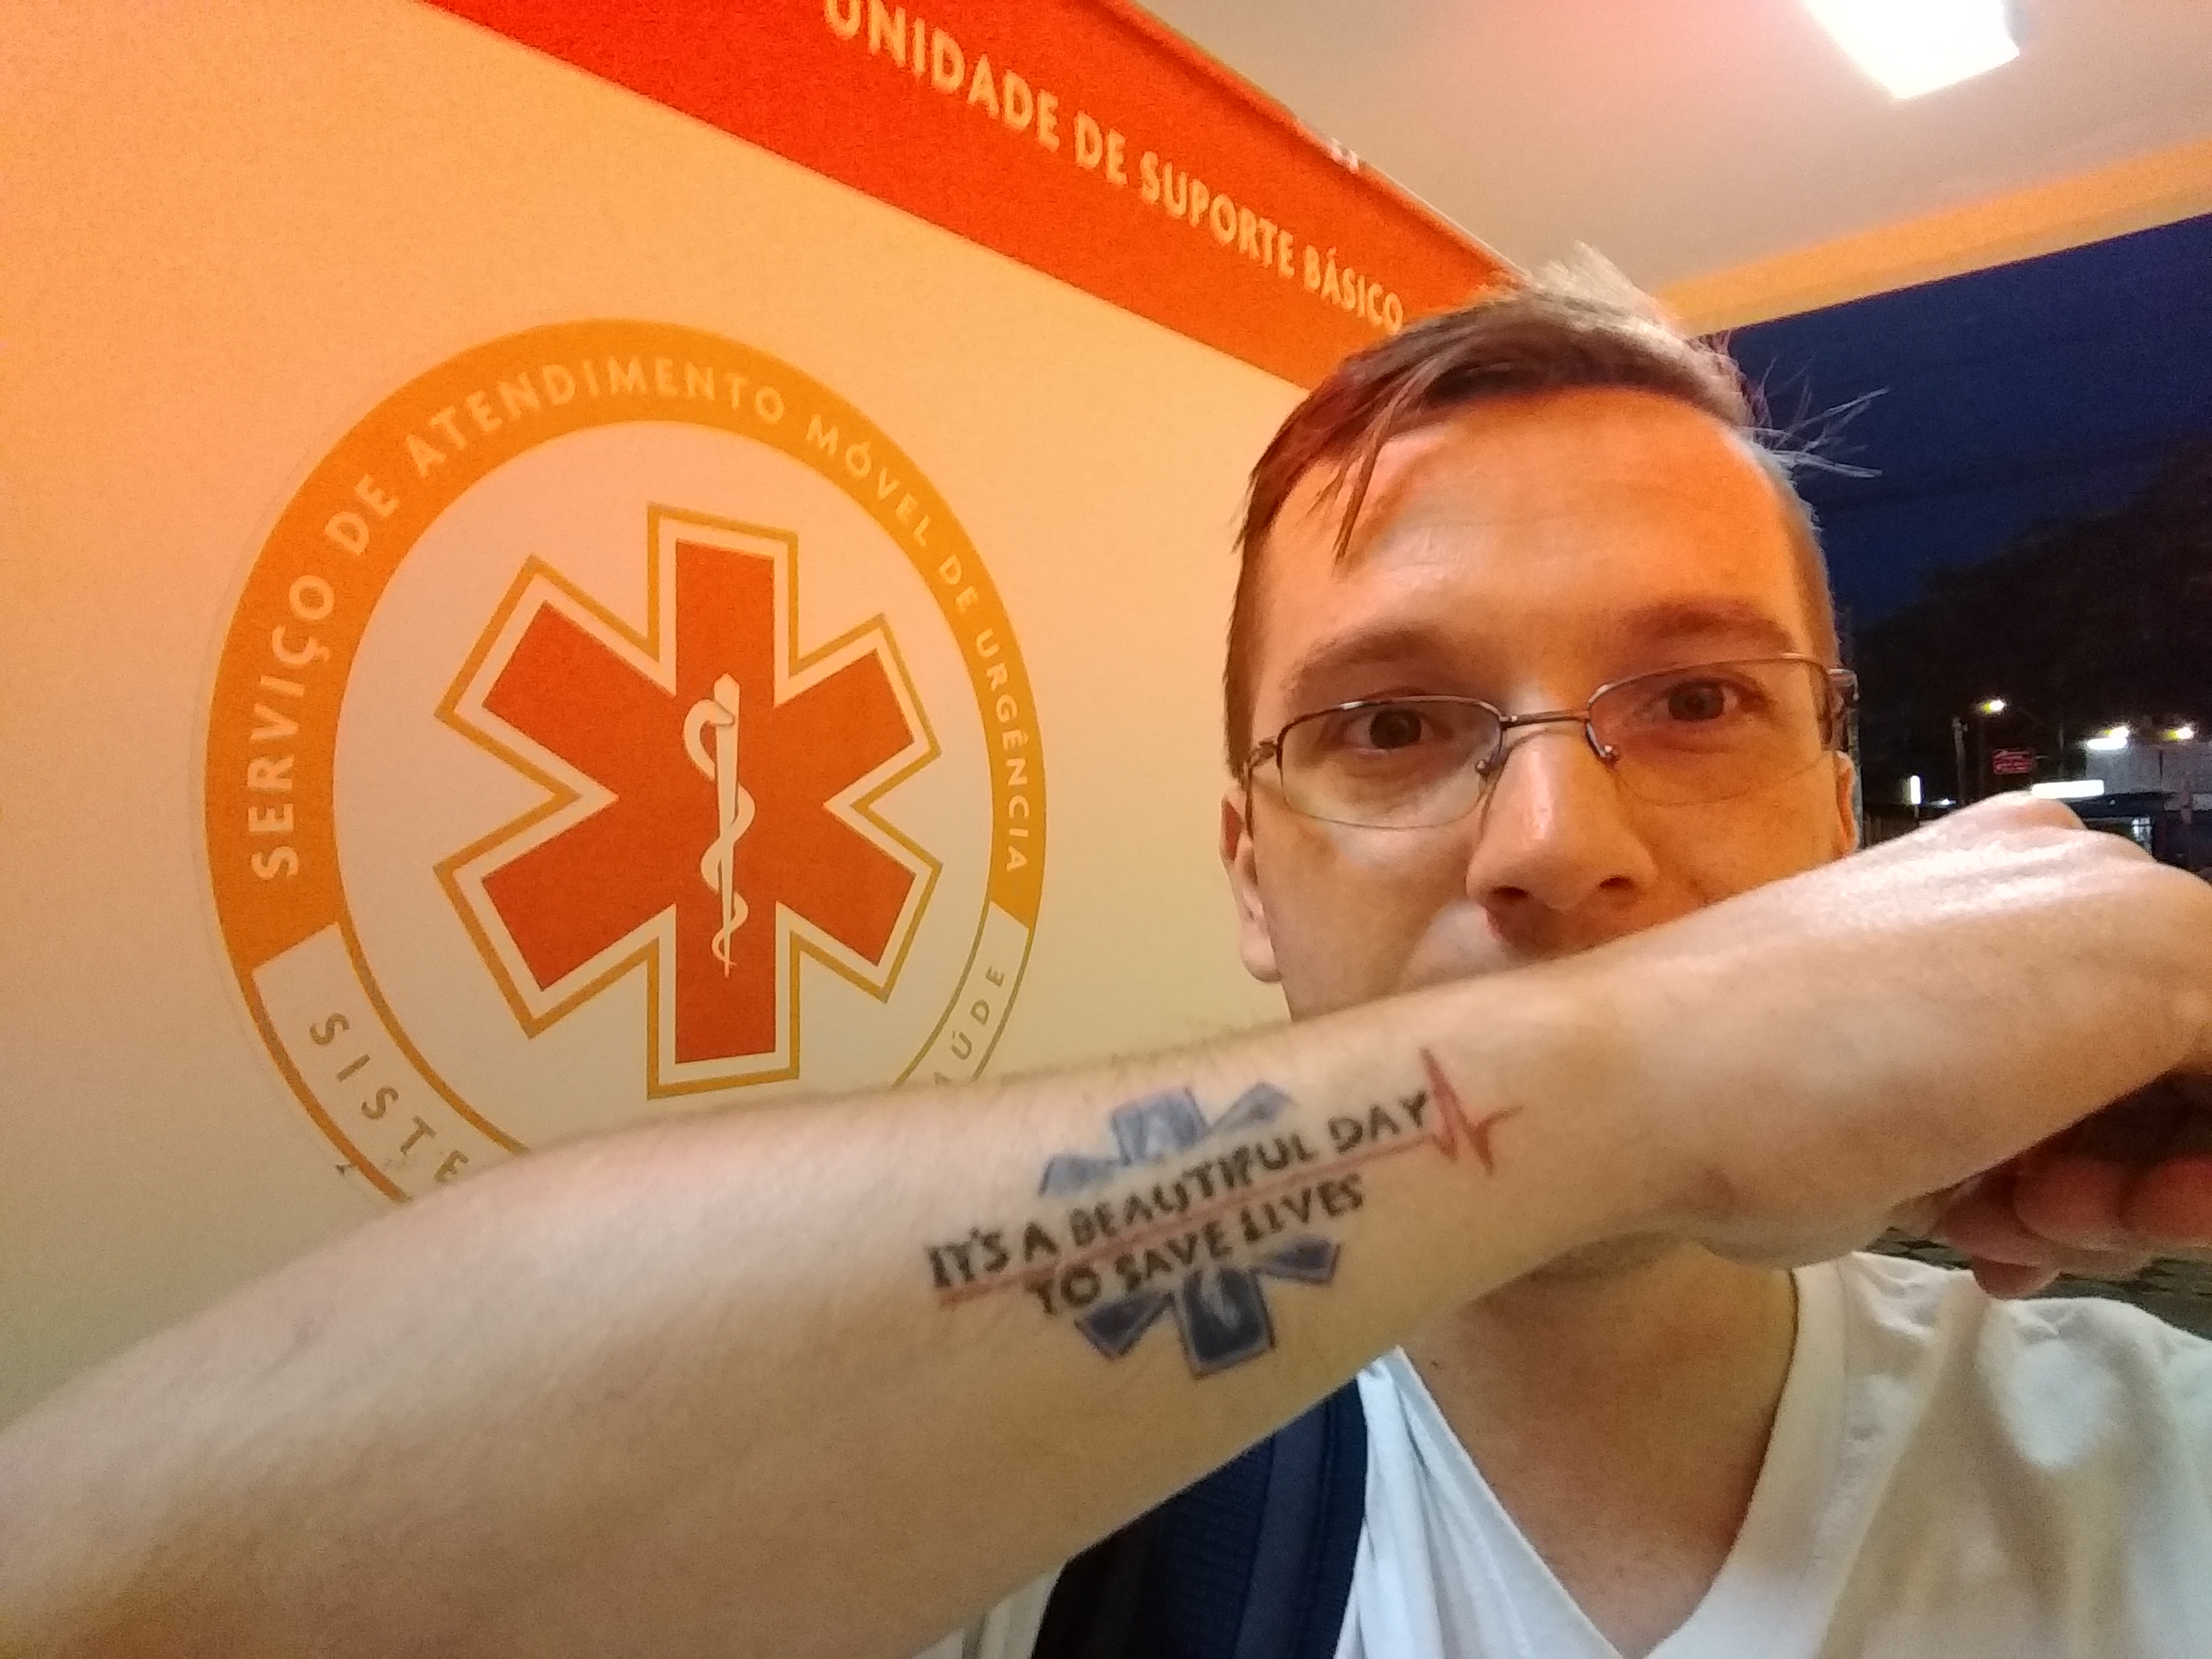 UNIDADE DE SUPORTE BÁSICO
SERVIÇO DE ATENDIMENTO MÓVEL DE URGÊNCIA
IT'S A BEAUTIFUL DAY
TO SAVE LIVES